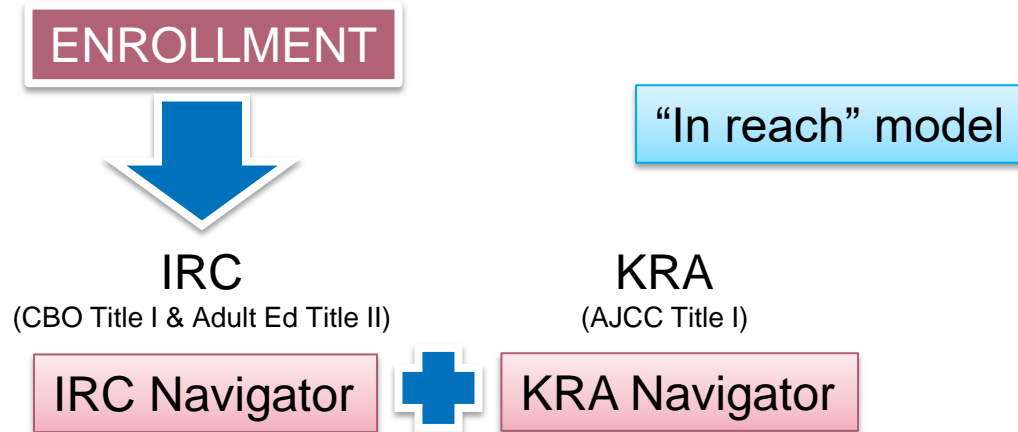 ENROLLMENT
“In reach” model
IRC
(CBO Title I & Adult Ed Title II)
KRA
(AJCC Title I)
IRC Navigator
KRA Navigator